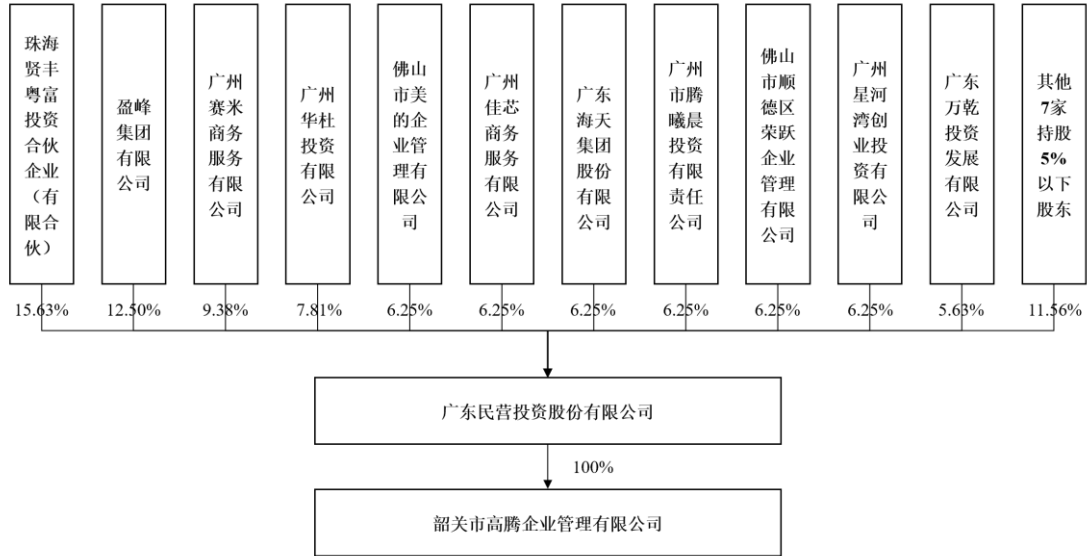 珠海
贤丰
粤富
投资
合伙
企业
（有
限合
伙）
盈峰
集团
有限
公司
广州
赛米
商务
服务
有限
公司
广州
华杜
投资
有限
公司
佛山
市美
的企
业管
理有
限公
司
广州
佳芯
商务
服务
有限
公司
广东
海天
集团
股份
有限
公司
广州
市腾
曦晨
投资
有限
责任
公司
佛山
市顺
德区
荣跃
企业
管理
有限
公司
广州
星河
湾创
业投
资有
限公
司
广东
万乾
投资
发展
有限
公司
其他
7家
持股
5%
以下
股东
15.63%
12.50%
9.38%
7.81%
6.25%
6.25%
6.25%
6.25%
6.25%
6.25%
5.63%
11.56%
广东民营投资股份有限公司
100%
韶关市高腾企业管理有限公司